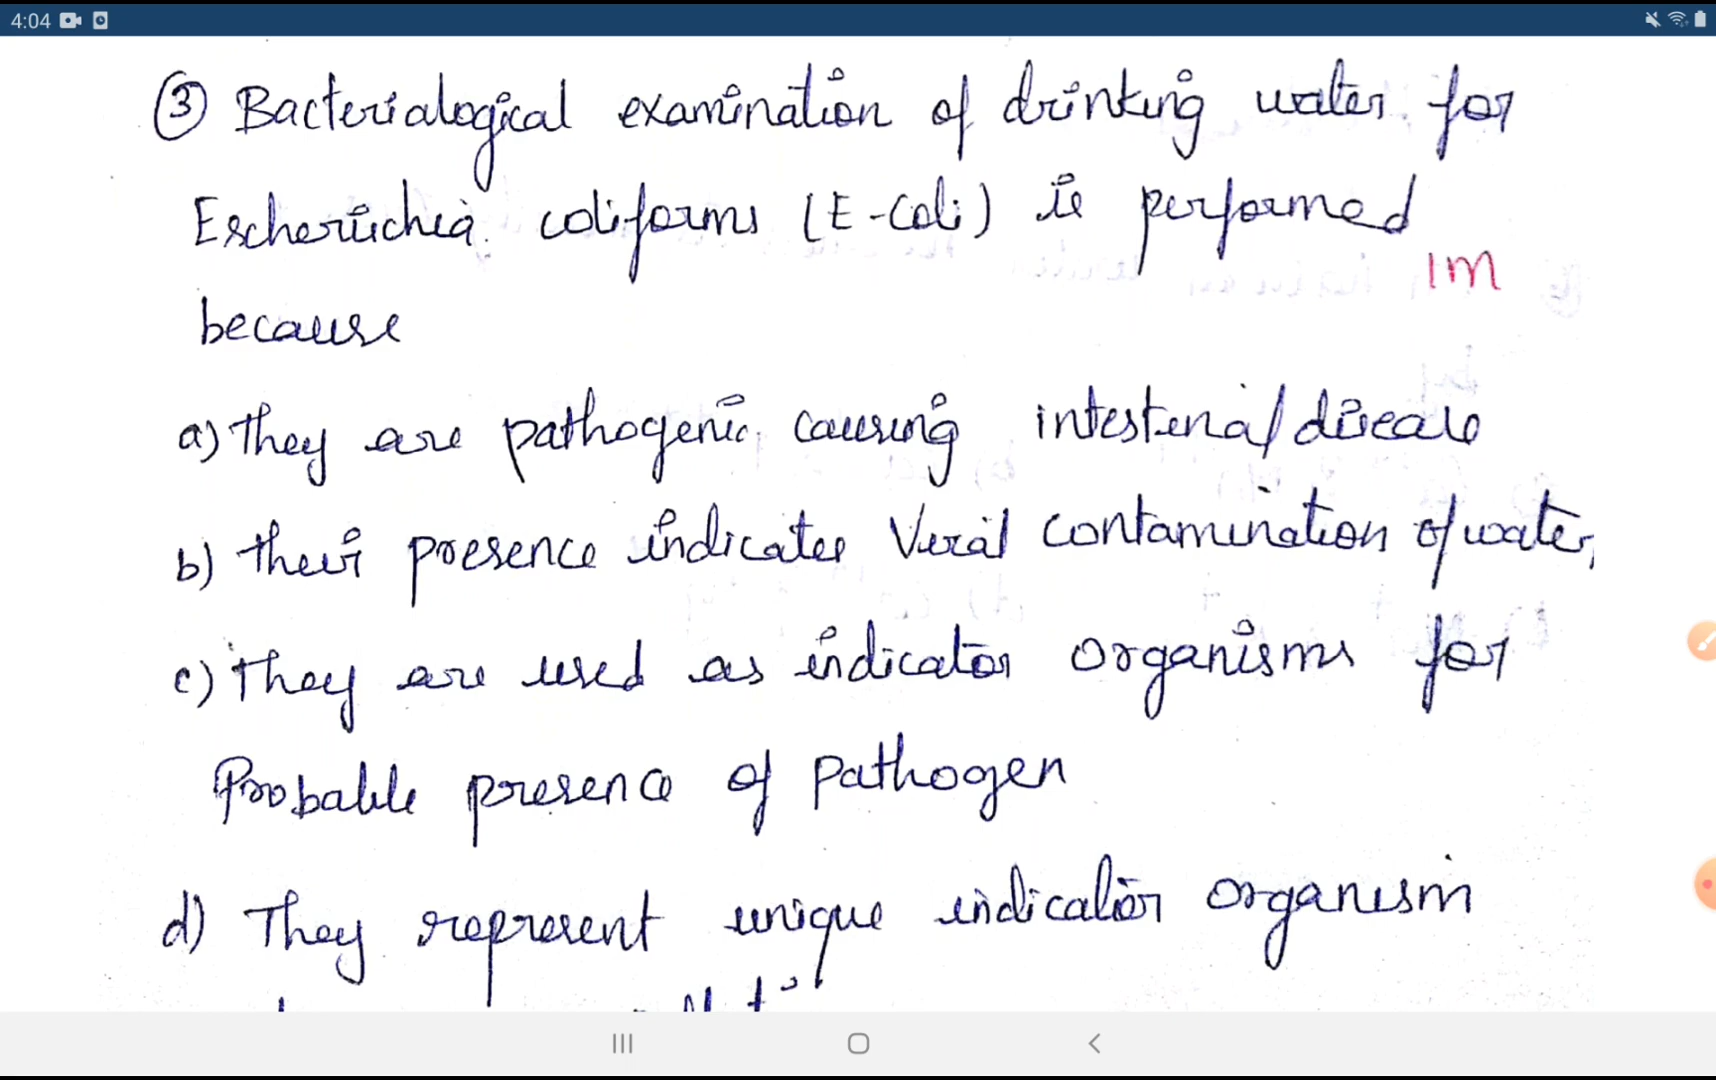 4:04
③ Bacterialogical examination of drinking water for
Escherichia coliforms (E-Coli) is performed
1M
because
a) They are pathogenic causing intestinal disease
b) their presence indicates Viral contamination of water,
c) They are used as indicator organisms for
Probable presence of Pathogen
d) They represent unique indicator organism